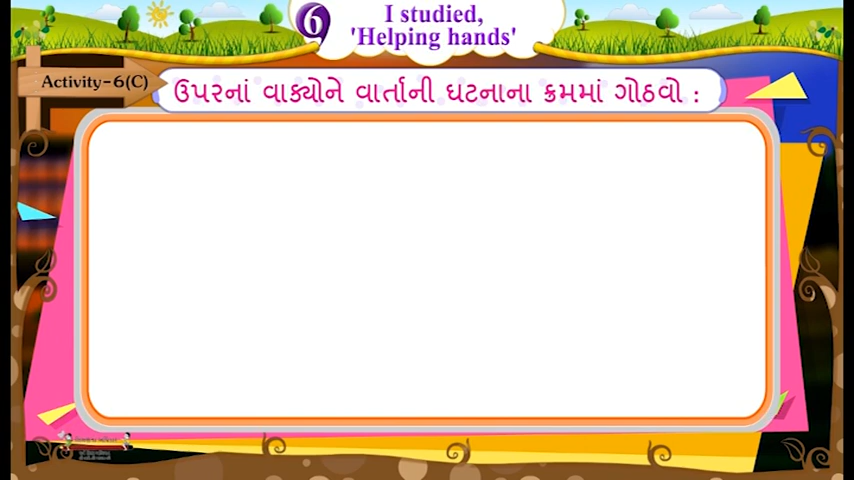 6
I studied,
'Helping hands'
Activity-6(C)
ઉપરનાં વાક્યોને વાર્તાની ઘટનાના ક્રમમાં ગોઠવો :